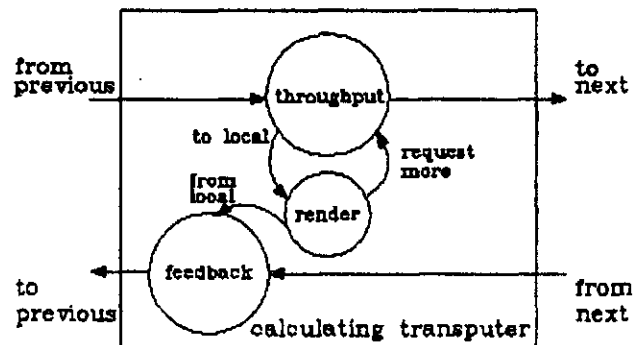 from
previous
throughput
to
next
to local
request
more
from
local
render
feedback
to
previous
from
next
calculating transputer